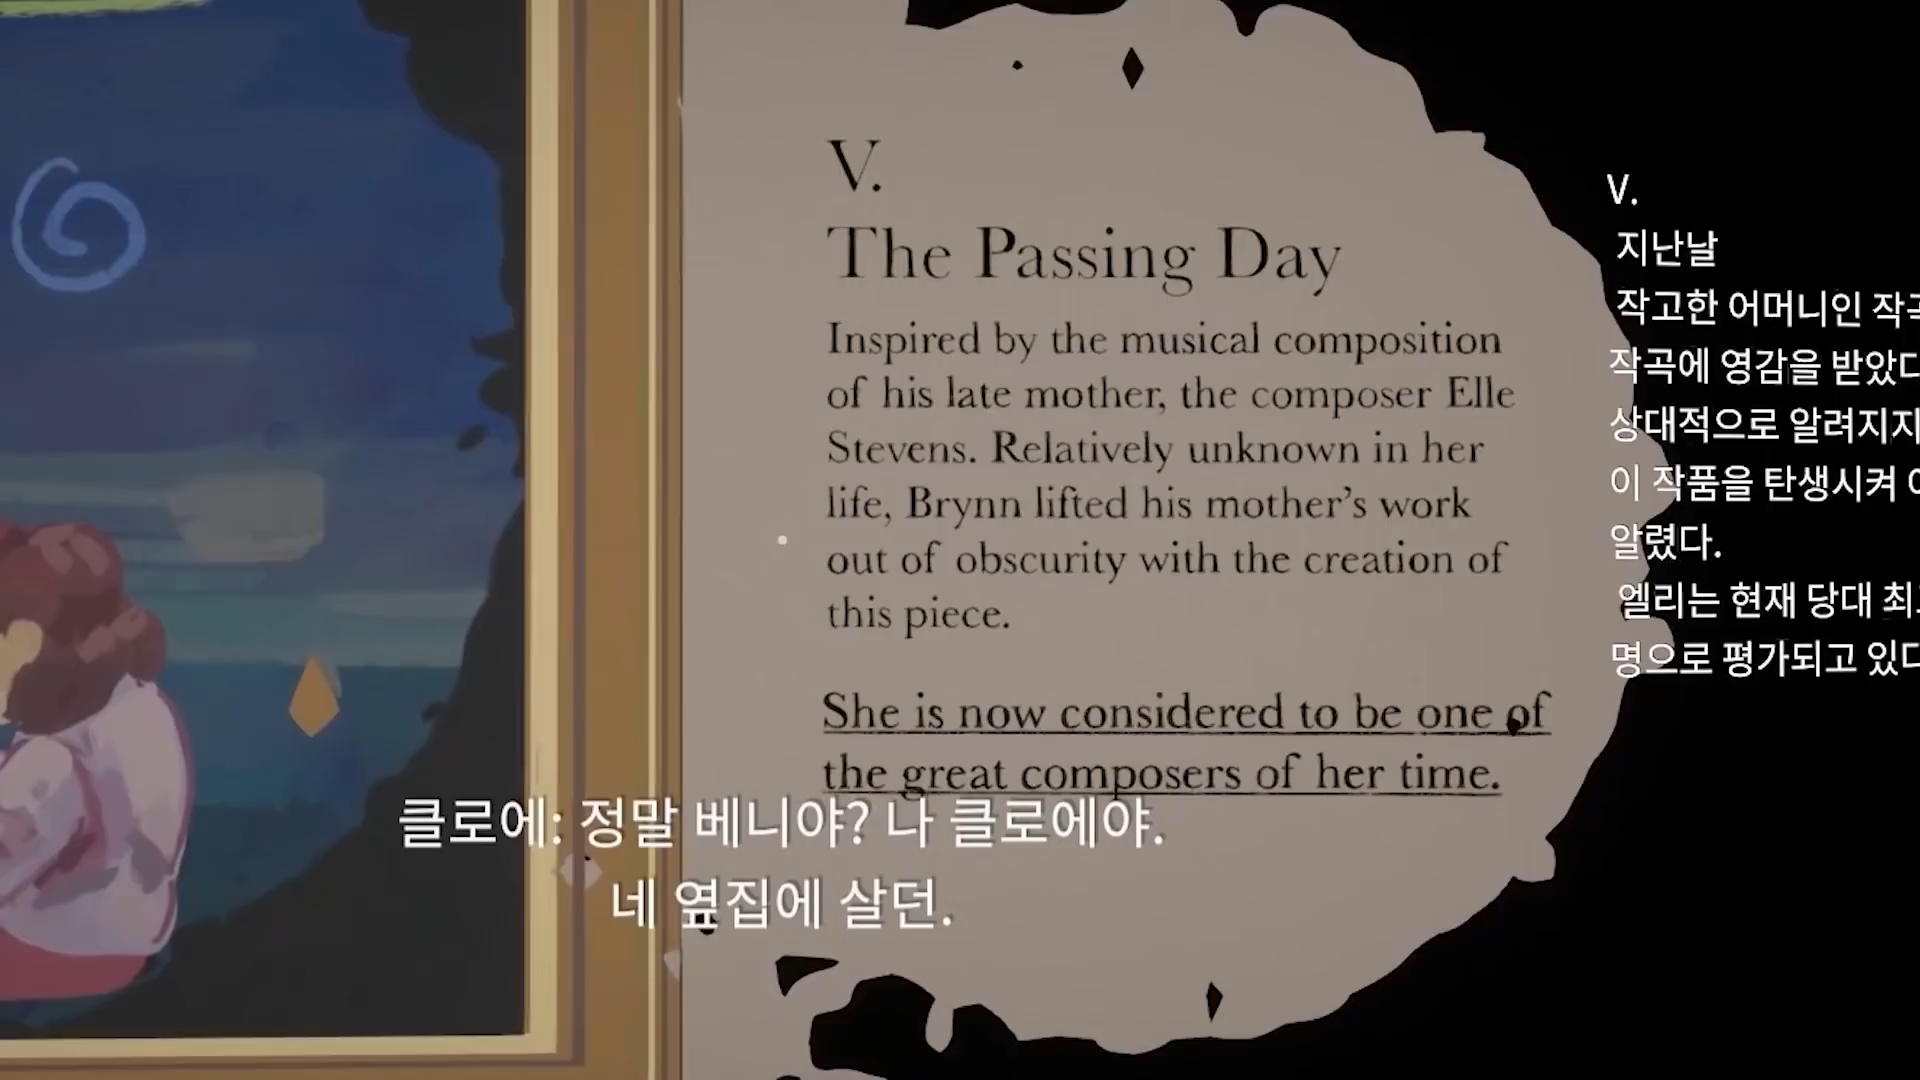 V.
The Passing Day
Inspired by the musical composition
of his late mother, the composer Elle
Stevens. Relatively unknown in her
life, Brynn lifted his mother's work
out of obscurity with the creation of
this piece.
She is now considered to be one of
the great composers of her time.
V.
지난날
작고한 어머니인
작곡에 영감을
상대적으로
이 작품을 탄생시켜
알렸다.
엘리는 현재 당대
명으로 평가되고
클로에: 정말 베니야? 나 클로에야.
네 옆집에 살던.